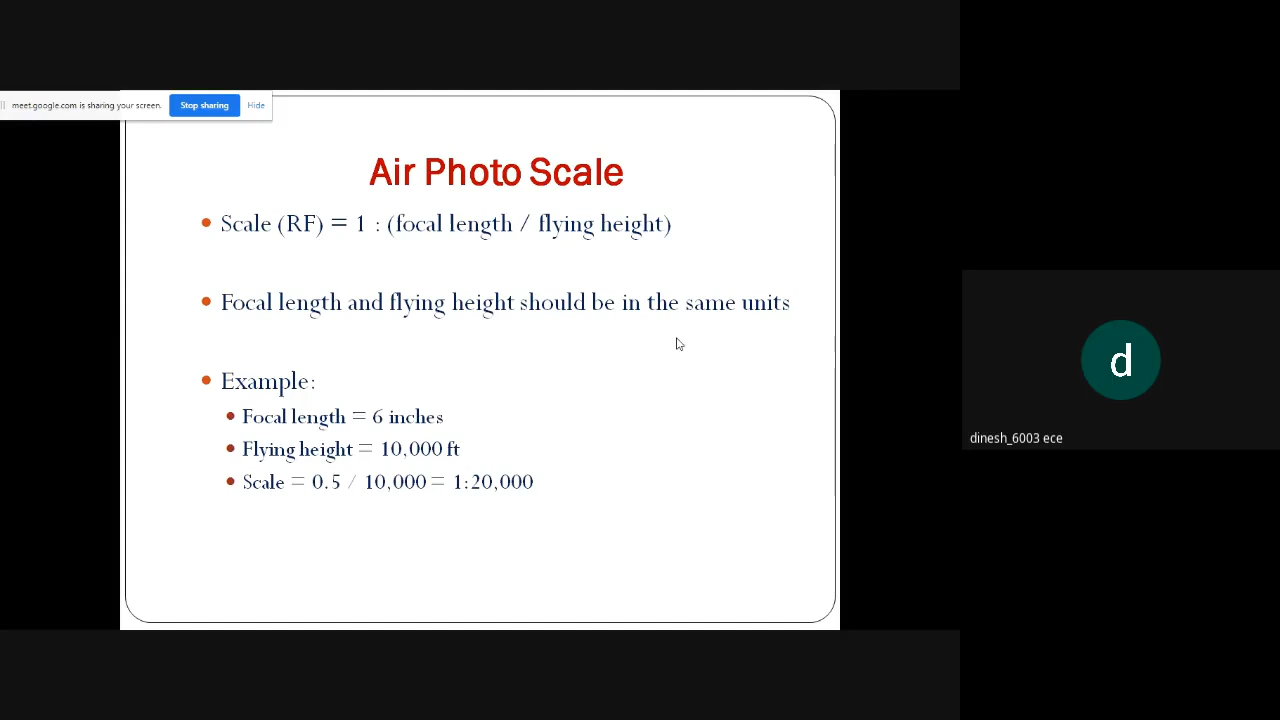 meet.google.com is sharing your screen. Stop sharing Hide
Air Photo Scale
Scale (RF) = 1 : (focal length / flying height)
Focal length and flying height should be in the same units
Example:
Focal length = 6 inches
Flying height = 10,000 ft
Scale = 0.5 / 10,000 = 1:20,000
d
dinesh_6003 ece